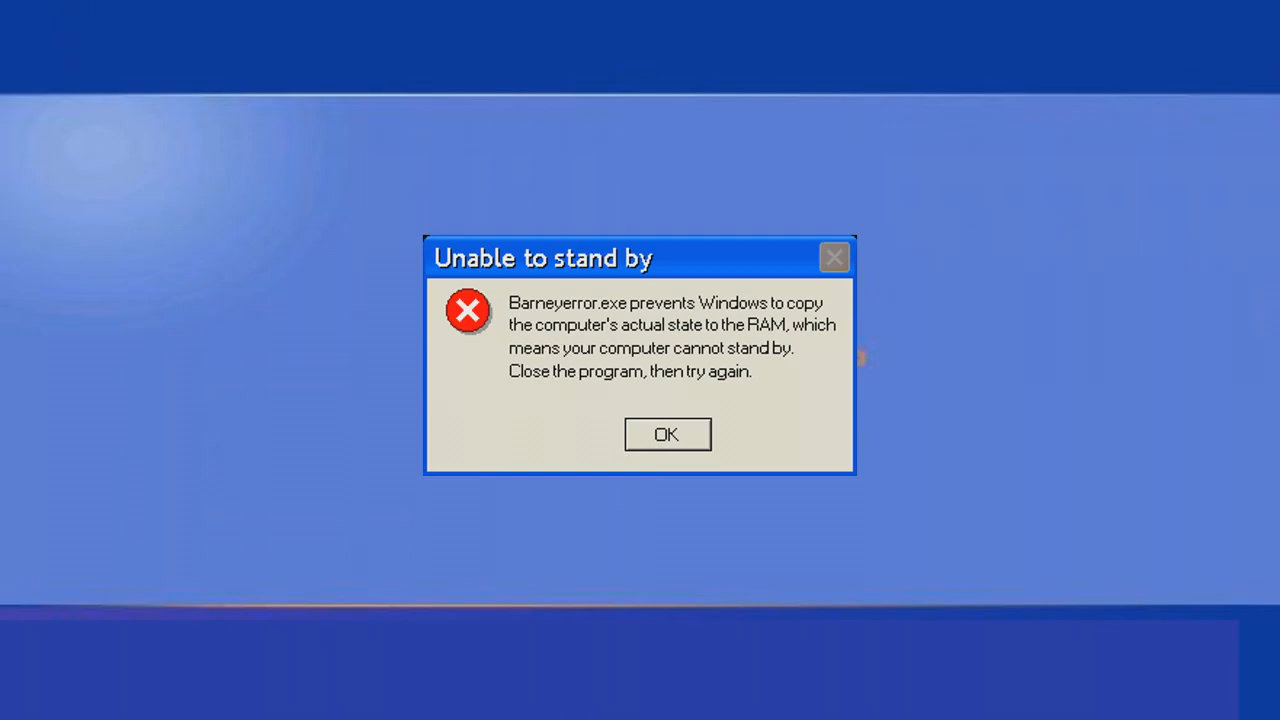 Unable to stand by
Barneyerror.exe prevents Windows to copy
the computer's actual state to the RAM, which
means your computer cannot stand by.
Close the program, then try again.
OK